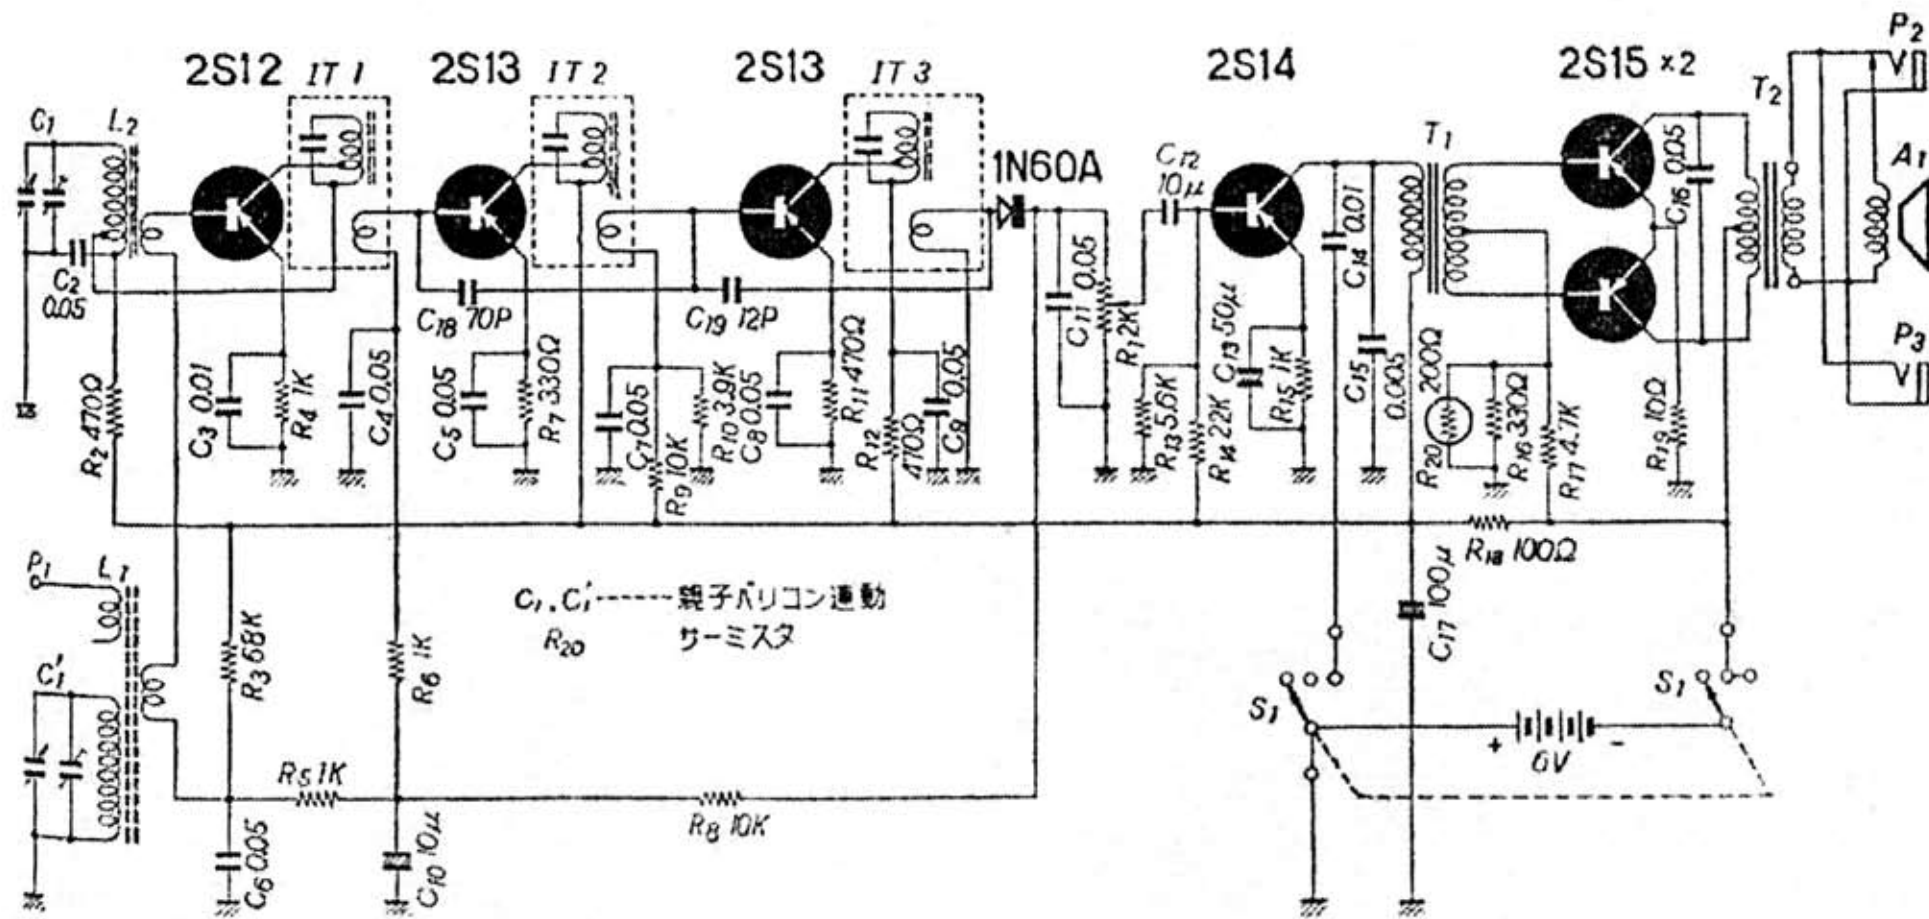 2S12
IT 1
2S13
IT 2
2S13
IT 3
2S14
2S15 ×2
P2
C1
L2
1N60A
C12
10μ
T1
C16 0.05
T2
A1
C2
0.05
C18 70P
C19 12P
C11 0.05
R1 2K
C14 0.01
P3
R2 470Ω
C3 0.01
R4 1K
C4 0.05
C5 0.05
R7 330Ω
C7 0.05
R9 10K
R10 3.9K
C8 0.05
R11 470Ω
R12 470Ω
C9 0.05
R13 5.6K
R14 22K
C13 50μ
R15 1K
C15 0.005
R20 200Ω
R16 330Ω
R17 4.7K
R19 10Ω
R18 100Ω
P1
L1
C1'
R3 68K
R6 1K
C1.C1'------親子バリコン連動
R20 サーミスタ
C17 100μ
S1
S1
+ 6V -
R5 1K
R8 10K
C6 0.05
C10 10μ